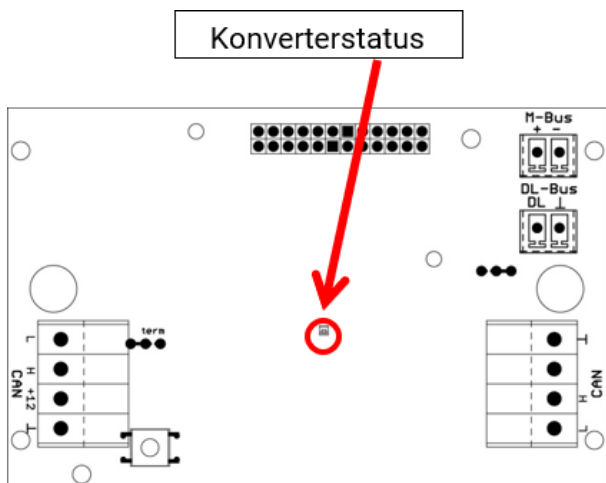 Konverterstatus
M-Bus
+ -
DL-Bus
DL ⊥
term
L
H
+12
⊥
CAN
⊥
H
L
CAN